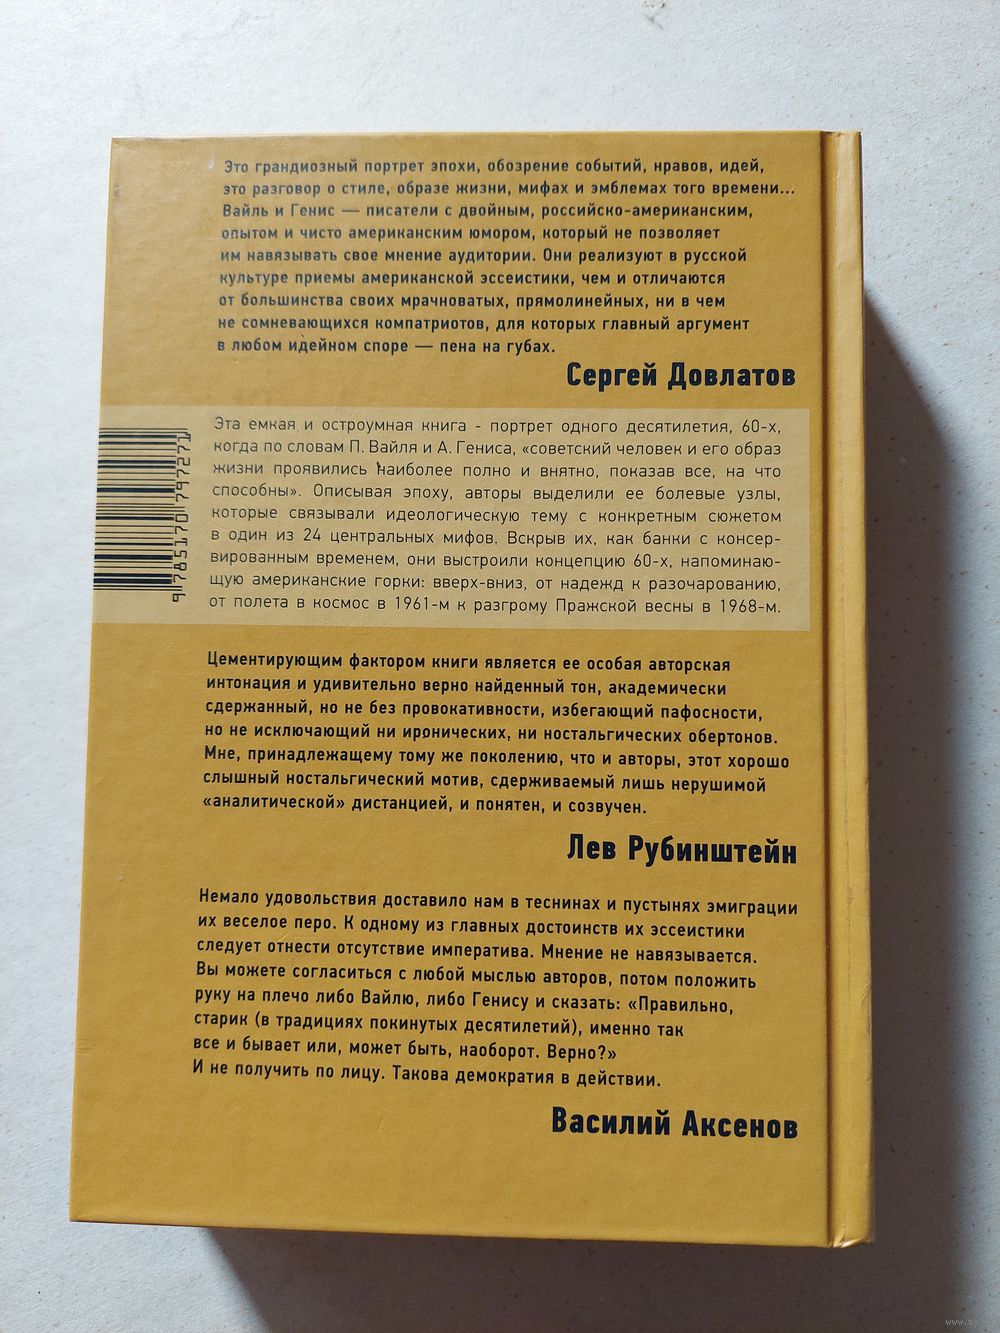 Это грандиозный портрет эпохи, обозрение событий, нравов, идей,
это разговор о стиле, образе жизни, мифах и эмблемах того времени...
Вайль и Генис — писатели с двойным, российско-американским,
опытом и чисто американским юмором, который не позволяет
им навязывать свое мнение аудитории. Они реализуют в русской
культуре приемы американской эссеистики, чем и отличаются
от большинства своих мрачноватых, прямолинейных, ни в чем
не сомневающихся компатриотов, для которых главный аргумент
в любом идейном споре — пена на губах.
Сергей Довлатов
Эта емкая и остроумная книга - портрет одного десятилетия, 60-х,
когда по словам П. Вайля и А. Гениса, «советский человек и его образ
жизни проявились наиболее полно и внятно, показав все, на что
способны». Описывая эпоху, авторы выделили ее болевые узлы,
которые связывали идеологическую тему с конкретным сюжетом
в один из 24 центральных мифов. Вскрыв их, как банки с консер-
вированным временем, они выстроили концепцию 60-х, напоминаю-
щую американские горки: вверх-вниз, от надежд к разочарованию,
от полета в космос в 1961-м к разгрому Пражской весны в 1968-м.
9 785170 797271
Цементирующим фактором книги является ее особая авторская
интонация и удивительно верно найденный тон, академически
сдержанный, но не без провокативности, избегающий пафосности,
но не исключающий ни иронических, ни ностальгических обертонов.
Мне, принадлежащему тому же поколению, что и авторы, этот хорошо
слышный ностальгический мотив, сдерживаемый лишь нерушимой
«аналитической» дистанцией, и понятен, и созвучен.
Лев Рубинштейн
Немало удовольствия доставило нам в теснинах и пустынях эмиграции
их веселое перо. К одному из главных достоинств их эссеистики
следует отнести отсутствие императива. Мнение не навязывается.
Вы можете согласиться с любой мыслью авторов, потом положить
руку на плечо либо Вайлю, либо Генису и сказать: «Правильно,
старик (в традициях покинутых десятилетий), именно так
все и бывает или, может быть, наоборот. Верно?»
И не получить по лицу. Такова демократия в действии.
Василий Аксенов